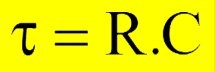 τ = R.C